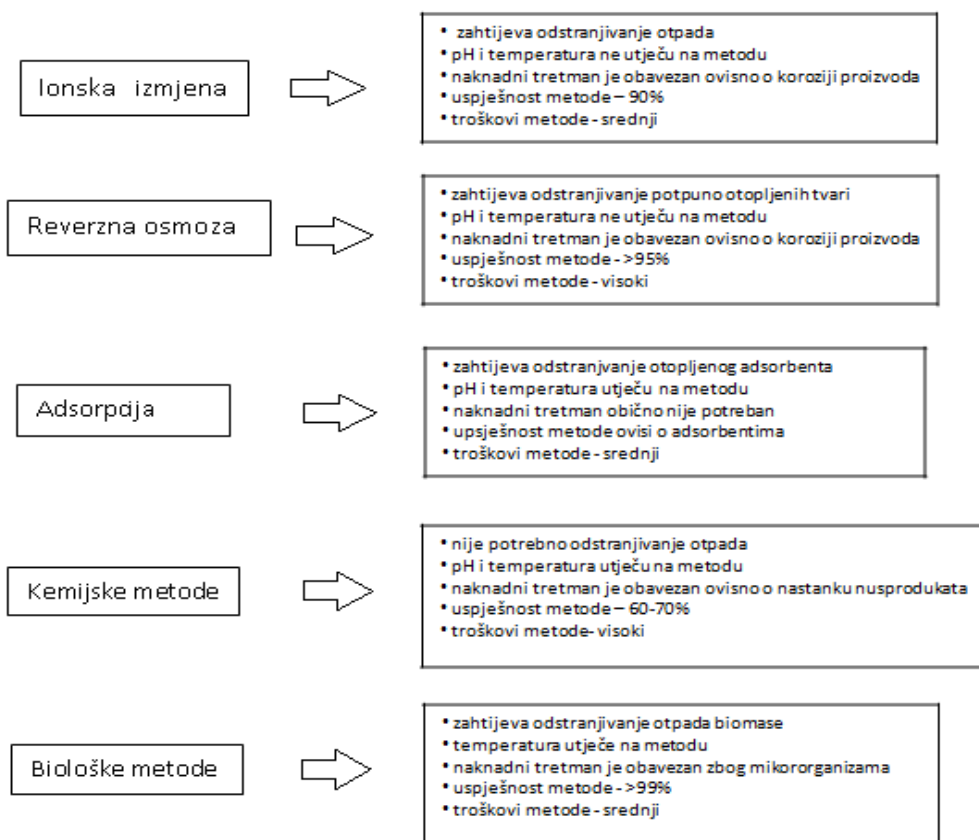 Ionska izmjena
• zahtijeva odstranjivanje otpada
• pH i temperatura ne utječu na metodu
• naknadni tretman je obavezan ovisno o koroziji proizvoda
• uspješnost metode – 90%
• troškovi metode - srednji
Reverzna osmoza
• zahtijeva odstranjivanje potpuno otopljenih tvari
• pH i temperatura ne utječu na metodu
• naknadni tretman je obavezan ovisno o koroziji proizvoda
• uspješnost metode - >95%
• troškovi metode - visoki
Adsorpcija
• zahtijeva odstranjvanje otopljenog adsorbenta
• pH i temperatura utječu na metodu
• naknadni tretman obično nije potreban
• upsješnost metode ovisi o adsorbentima
• troškovi metode - srednji
Kemijske metode
• nije potrebno odstranjivanje otpada
• pH i temperatura utječu na metodu
• naknadni tretman je obavezan ovisno o nastanku nusprodukata
• uspješnost metode – 60-70%
• troškovi metode- visoki
Biološke metode
• zahtijeva odstranjivanje otpada biomase
• temperatura utječe na metodu
• naknadni tretman je obavezan zbog mikororganizama
• uspješnost metode - >99%
• troškovi metode - srednji